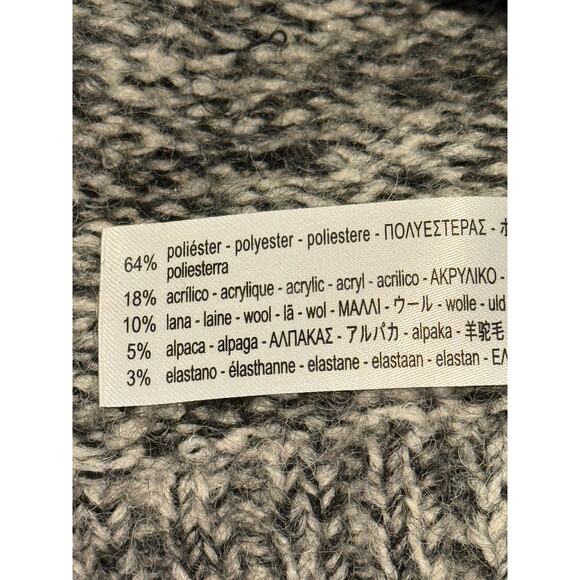 64% poliéster - polyester - poliestere - ΠΟΛΥΕΣΤΕΡΑΣ -
poliesterra
18% acrílico - acrylique - acrylic - acryl - acrilico - ΑΚΡΥΛΙΚΟ -
10% lana - laine - wool - lã - wol - ΜΑΛΛΙ - ウール - wolle - uld
5% alpaca - alpaga - ΑΛΠΑΚΑΣ - アルパカ - alpaka - 羊驼毛
3% elastano - élasthanne - elastane - elastaan - elastan -